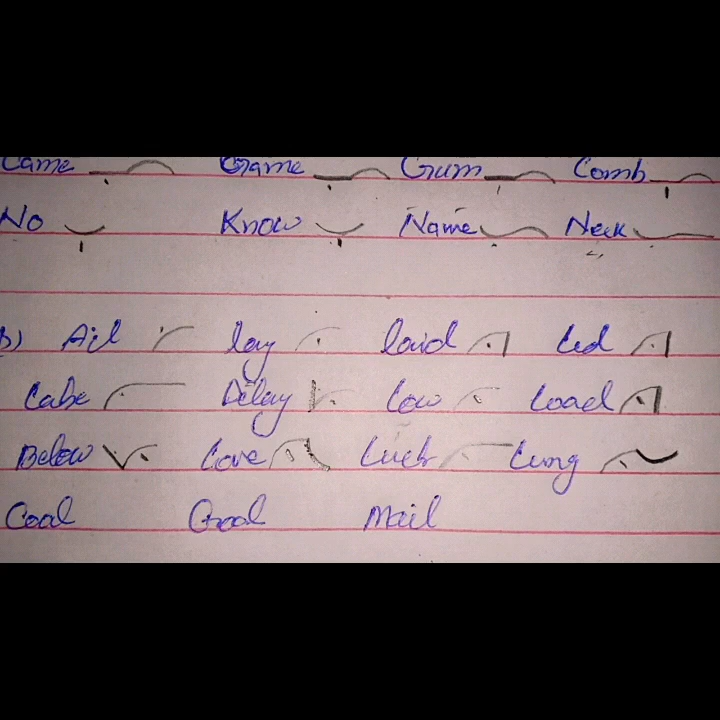 Came Game Gum Comb
No Know Name Neck
b) Ail lay laid led
Cake Delay Low Load
Below Love Luck Lung
Coal Goal Mail